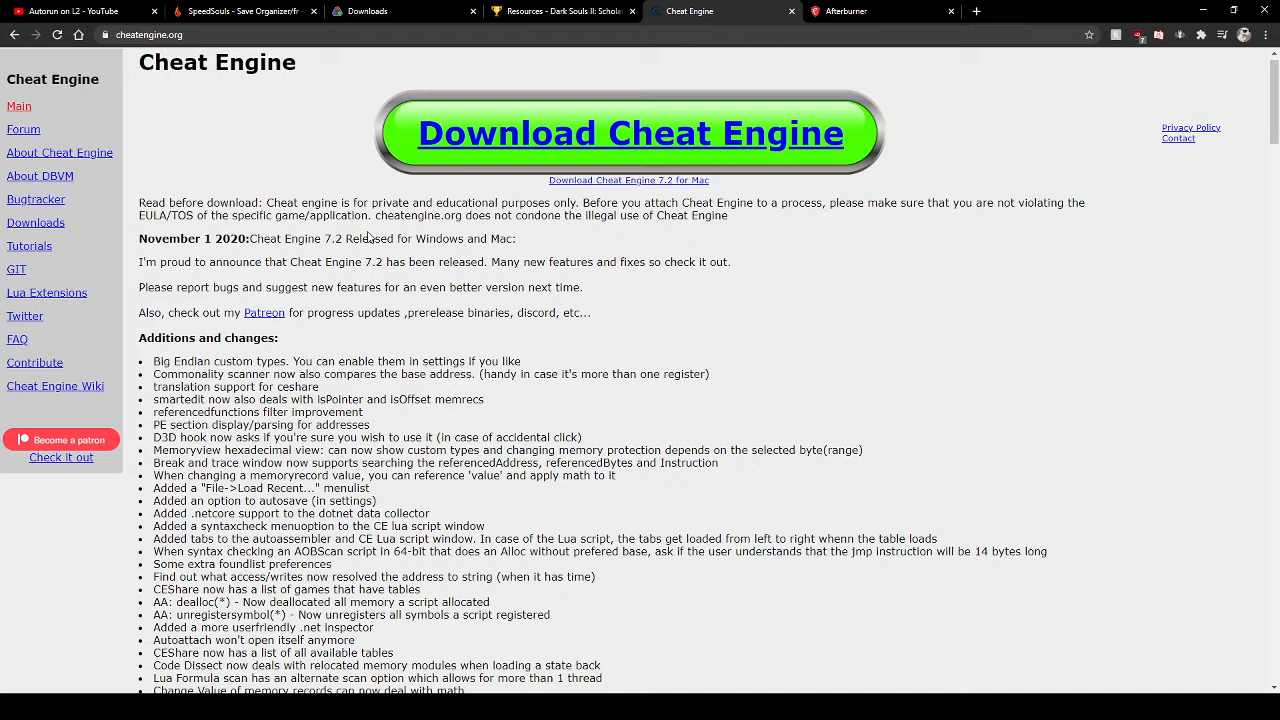 Autorun on L2 - YouTube
SpeedSouls - Save Organizer/fr -
Downloads
Resources - Dark Souls II: Schola
Cheat Engine
Afterburner
cheatengine.org
7
Cheat Engine
Main
Forum
About Cheat Engine
About DBVM
Bugtracker
Downloads
Tutorials
GIT
Lua Extensions
Twitter
FAQ
Contribute
Cheat Engine Wiki
Become a patron
Check it out
Cheat Engine
Download Cheat Engine
Download Cheat Engine 7.2 for Mac
Privacy Policy
Contact
Read before download: Cheat engine is for private and educational purposes only. Before you attach Cheat Engine to a process, please make sure that you are not violating the
EULA/TOS of the specific game/application. cheatengine.org does not condone the illegal use of Cheat Engine
November 1 2020:Cheat Engine 7.2 Released for Windows and Mac:
I'm proud to announce that Cheat Engine 7.2 has been released. Many new features and fixes so check it out.
Please report bugs and suggest new features for an even better version next time.
Also, check out my Patreon for progress updates ,prerelease binaries, discord, etc...
Additions and changes:
• Big Endian custom types. You can enable them in settings if you like
• Commonality scanner now also compares the base address. (handy in case it's more than one register)
• translation support for ceshare
• smartedit now also deals with isPointer and isOffset memrecs
• referencedfunctions filter improvement
• PE section display/parsing for addresses
• D3D hook now asks if you're sure you wish to use it (in case of accidental click)
• Memoryview hexadecimal view: can now show custom types and changing memory protection depends on the selected byte(range)
• Break and trace window now supports searching the referencedAddress, referencedBytes and Instruction
• When changing a memoryrecord value, you can reference 'value' and apply math to it
• Added a "File->Load Recent..." menulist
• Added an option to autosave (in settings)
• Added .netcore support to the dotnet data collector
• Added a syntaxcheck menuoption to the CE lua script window
• Added tabs to the autoassembler and CE Lua script window. In case of the Lua script, the tabs get loaded from left to right whenn the table loads
• When syntax checking an AOBScan script in 64-bit that does an Alloc without prefered base, ask if the user understands that the jmp instruction will be 14 bytes long
• Some extra foundlist preferences
• Find out what access/writes now resolved the address to string (when it has time)
• CEShare now has a list of games that have tables
• AA: dealloc(*) - Now deallocated all memory a script allocated
• AA: unregistersymbol(*) - Now unregisters all symbols a script registered
• Added a more userfriendly .net inspector
• Autoattach won't open itself anymore
• CEShare now has a list of all available tables
• Code Dissect now deals with relocated memory modules when loading a state back
• Lua Formula scan has an alternate scan option which allows for more than 1 thread
• Change Value of memory records can now deal with math